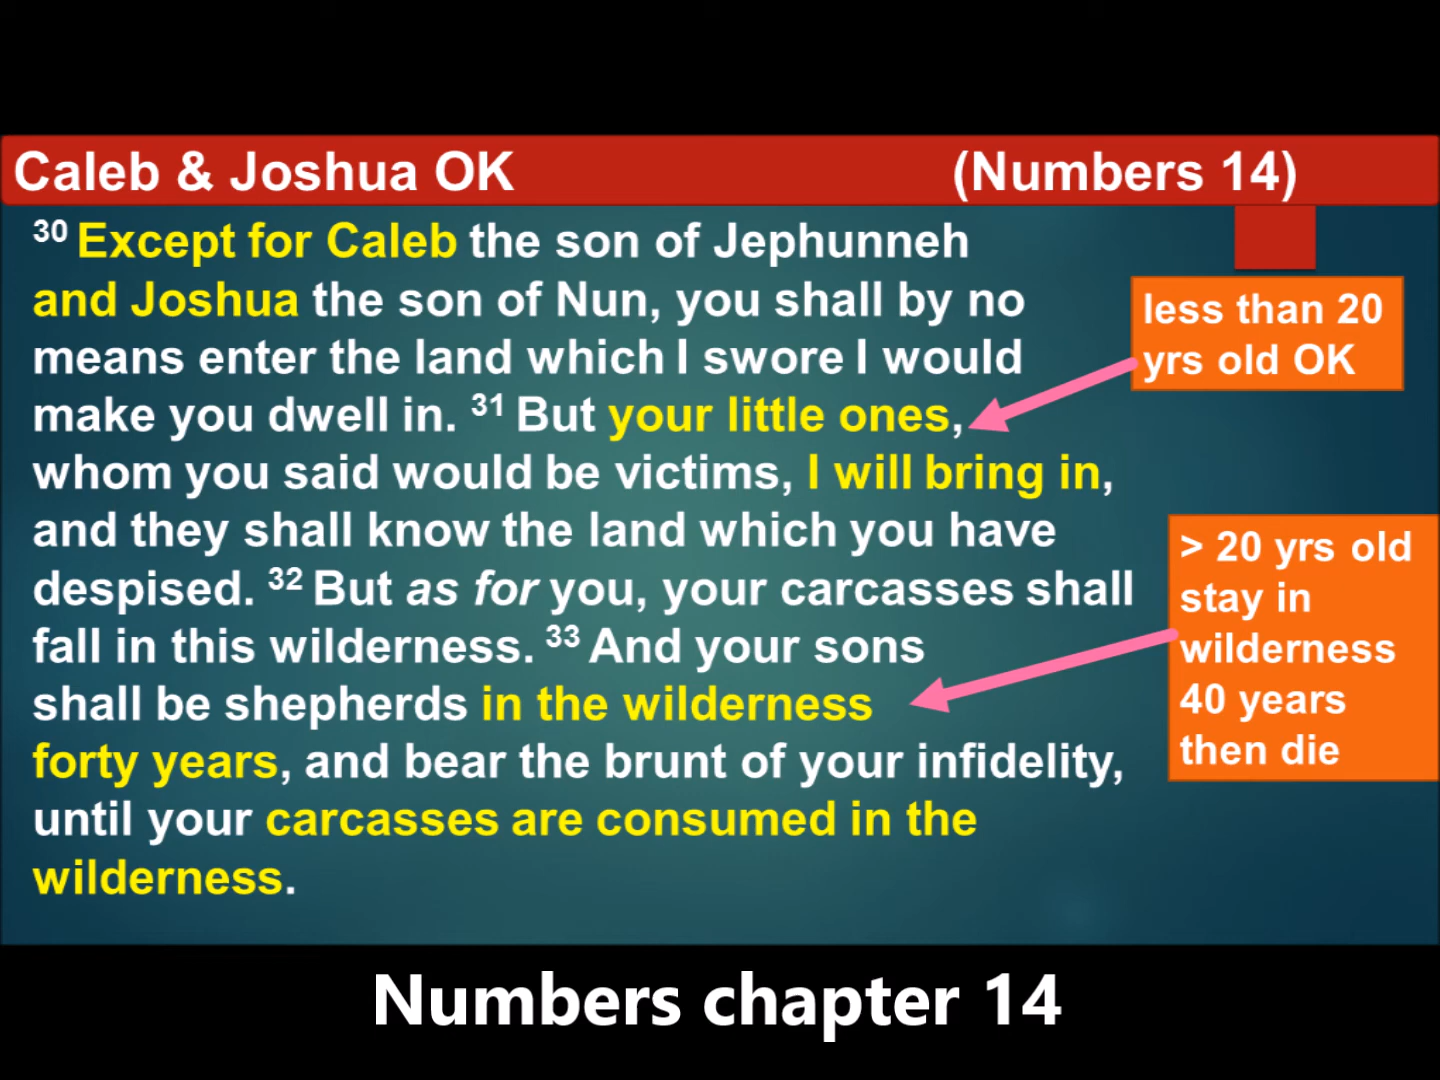 Caleb & Joshua OK (Numbers 14)
30 Except for Caleb the son of Jephunneh
and Joshua the son of Nun, you shall by no
means enter the land which I swore I would
make you dwell in. 31 But your little ones,
whom you said would be victims, I will bring in,
and they shall know the land which you have
despised. 32 But as for you, your carcasses shall
fall in this wilderness. 33 And your sons
shall be shepherds in the wilderness
forty years, and bear the brunt of your infidelity,
until your carcasses are consumed in the
wilderness.
less than 20
yrs old OK
> 20 yrs old
stay in
wilderness
40 years
then die
Numbers chapter 14